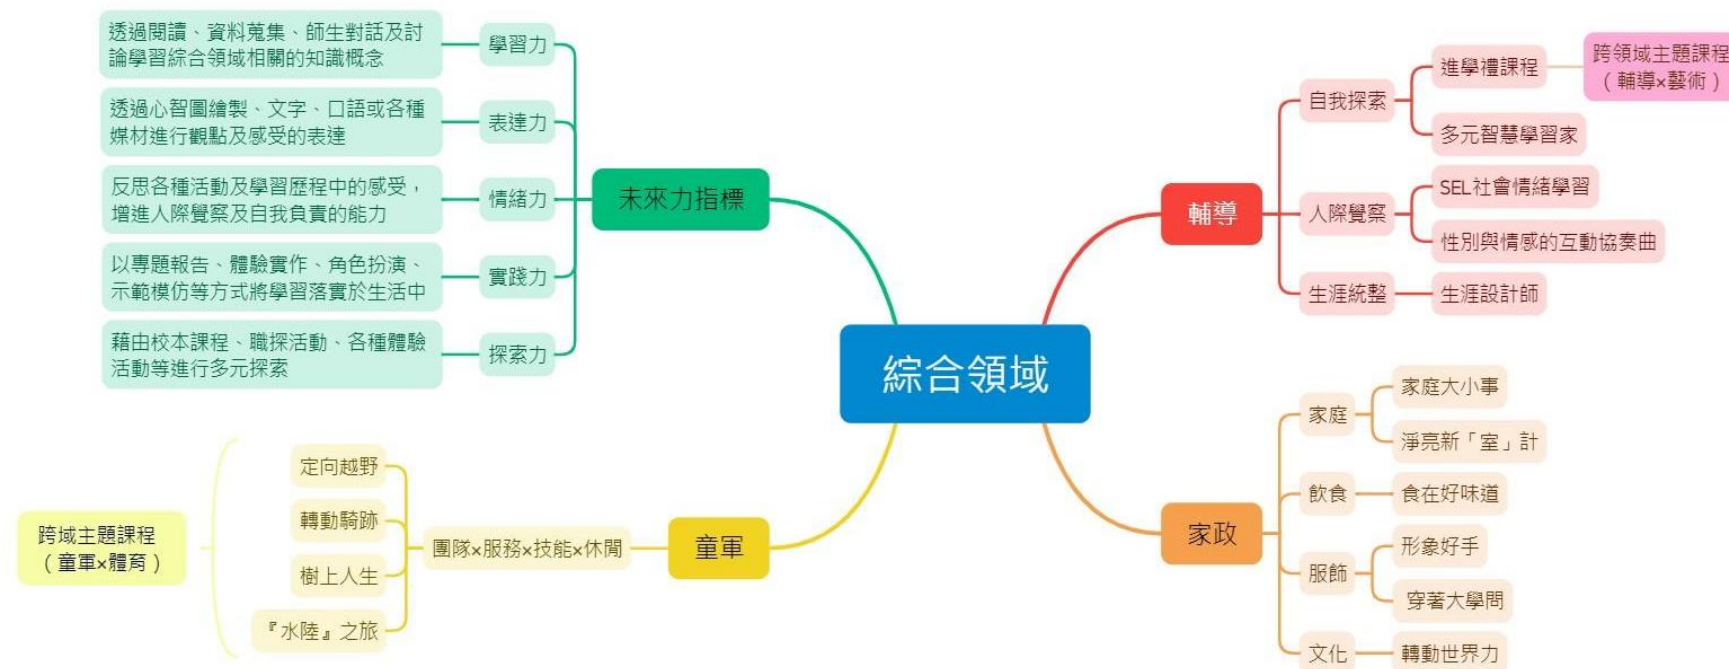 綜合領域
未來力指標
學習力
透過閱讀、資料蒐集、師生對話及討
論學習綜合領域相關的知識概念
表達力
透過心智圖繪製、文字、口語或各種
媒材進行觀點及感受的表達
情緒力
反思各種活動及學習歷程中的感受，
增進人際覺察及自我負責的能力
實踐力
以專題報告、體驗實作、角色扮演、
示範模仿等方式將學習落實於生活中
探索力
藉由校本課程、職探活動、各種體驗
活動等進行多元探索
童軍
團隊×服務×技能×休閒
定向越野
轉動騎跡
樹上人生
『水陸』之旅
跨域主題課程
（童軍×體育）
輔導
自我探索
進學禮課程
跨領域主題課程
（輔導×藝術）
多元智慧學習家
人際覺察
SEL社會情緒學習
性別與情感的互動協奏曲
生涯統整
生涯設計師
家政
家庭
家庭大小事
淨亮新「室」計
飲食
食在好味道
服飾
形象好手
穿著大學問
文化
轉動世界力